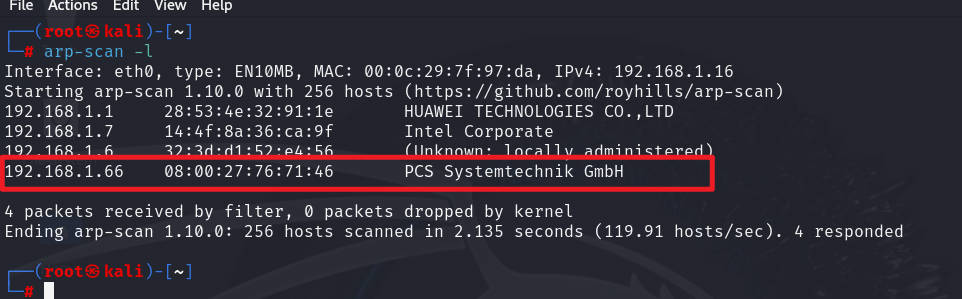 File Actions Edit View Help
┌──(root㉿kali)-[~]
└─# arp-scan -l
Interface: eth0, type: EN10MB, MAC: 00:0c:29:7f:97:da, IPv4: 192.168.1.16
Starting arp-scan 1.10.0 with 256 hosts (https://github.com/royhills/arp-scan)
192.168.1.1 28:53:4e:32:91:1e HUAWEI TECHNOLOGIES CO.,LTD
192.168.1.7 14:4f:8a:36:ca:9f Intel Corporate
192.168.1.6 32:3d:d1:52:e4:56 (Unknown: locally administered)
192.168.1.66 08:00:27:76:71:46 PCS Systemtechnik GmbH
4 packets received by filter, 0 packets dropped by kernel
Ending arp-scan 1.10.0: 256 hosts scanned in 2.135 seconds (119.91 hosts/sec). 4 responded
┌──(root㉿kali)-[~]
└─#